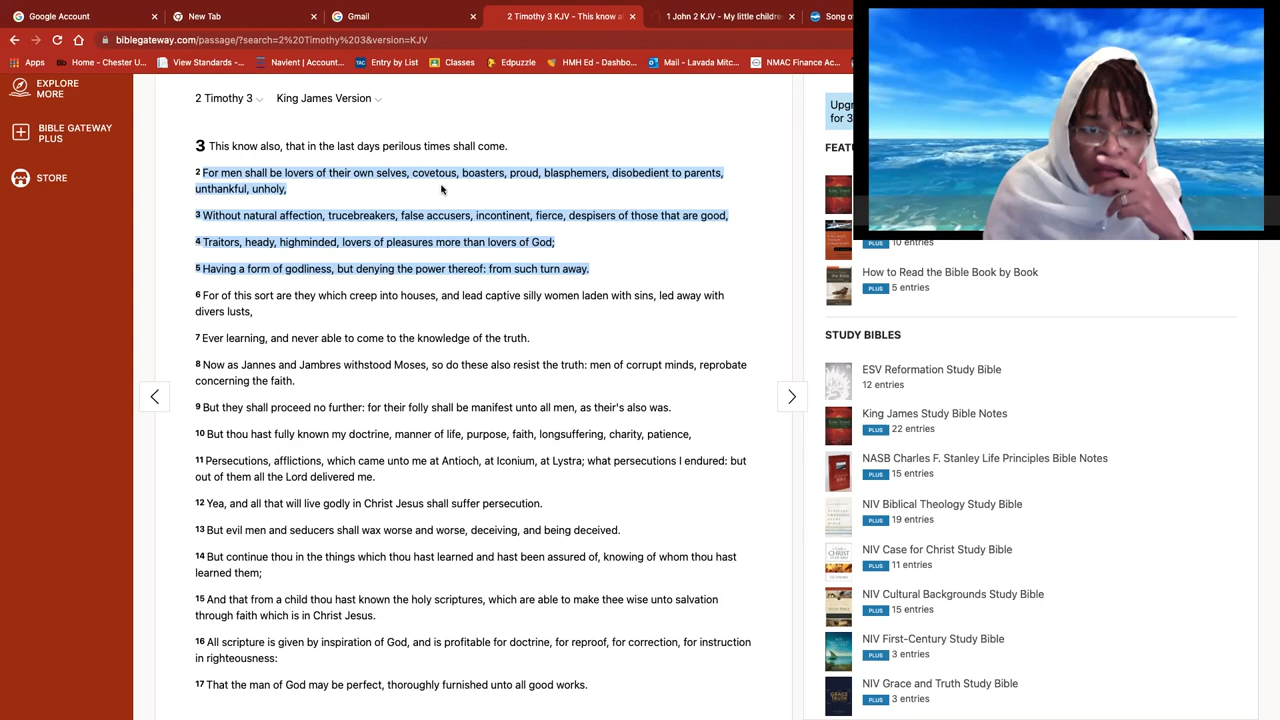 Google Account
New Tab
Gmail
2 Timothy 3 KJV - This know al
1 John 2 KJV - My little childre
Song of
biblegateway.com/passage/?search=2%20Timothy%203&version=KJV
Apps
Home - Chester U...
View Standards -...
Navient | Account...
Entry by List
Classes
Edpuzzle
HMH Ed - Dashbo...
Mail - Lavada Mitc...
NMAC Finance Ac...
EXPLORE
MORE
BIBLE GATEWAY
PLUS
STORE
2 Timothy 3
King James Version
3 This know also, that in the last days perilous times shall come.
2 For men shall be lovers of their own selves, covetous, boasters, proud, blasphemers, disobedient to parents,
unthankful, unholy,
3 Without natural affection, trucebreakers, false accusers, incontinent, fierce, despisers of those that are good,
4 Traitors, heady, highminded, lovers of pleasures more than lovers of God;
5 Having a form of godliness, but denying the power thereof: from such turn away.
6 For of this sort are they which creep into houses, and lead captive silly women laden with sins, led away with
divers lusts,
7 Ever learning, and never able to come to the knowledge of the truth.
8 Now as Jannes and Jambres withstood Moses, so do these also resist the truth: men of corrupt minds, reprobate
concerning the faith.
9 But they shall proceed no further: for their folly shall be manifest unto all men, as their's also was.
10 But thou hast fully known my doctrine, manner of life, purpose, faith, longsuffering, charity, patience,
11 Persecutions, afflictions, which came unto me at Antioch, at Iconium, at Lystra; what persecutions I endured: but
out of them all the Lord delivered me.
12 Yea, and all that will live godly in Christ Jesus shall suffer persecution.
13 But evil men and seducers shall wax worse and worse, deceiving, and being deceived.
14 But continue thou in the things which thou hast learned and hast been assured of, knowing of whom thou hast
learned them;
15 And that from a child thou hast known the holy scriptures, which are able to make thee wise unto salvation
through faith which is in Christ Jesus.
16 All scripture is given by inspiration of God, and is profitable for doctrine, for reproof, for correction, for instruction
in righteousness:
17 That the man of God may be perfect, thoroughly furnished unto all good works.
Upg
for 3
FEAT
PLUS 10 entries
How to Read the Bible Book by Book
PLUS 5 entries
STUDY BIBLES
ESV Reformation Study Bible
12 entries
King James Study Bible Notes
PLUS 22 entries
NASB Charles F. Stanley Life Principles Bible Notes
PLUS 15 entries
NIV Biblical Theology Study Bible
PLUS 19 entries
NIV Case for Christ Study Bible
PLUS 11 entries
NIV Cultural Backgrounds Study Bible
PLUS 15 entries
NIV First-Century Study Bible
PLUS 3 entries
NIV Grace and Truth Study Bible
PLUS 3 entries